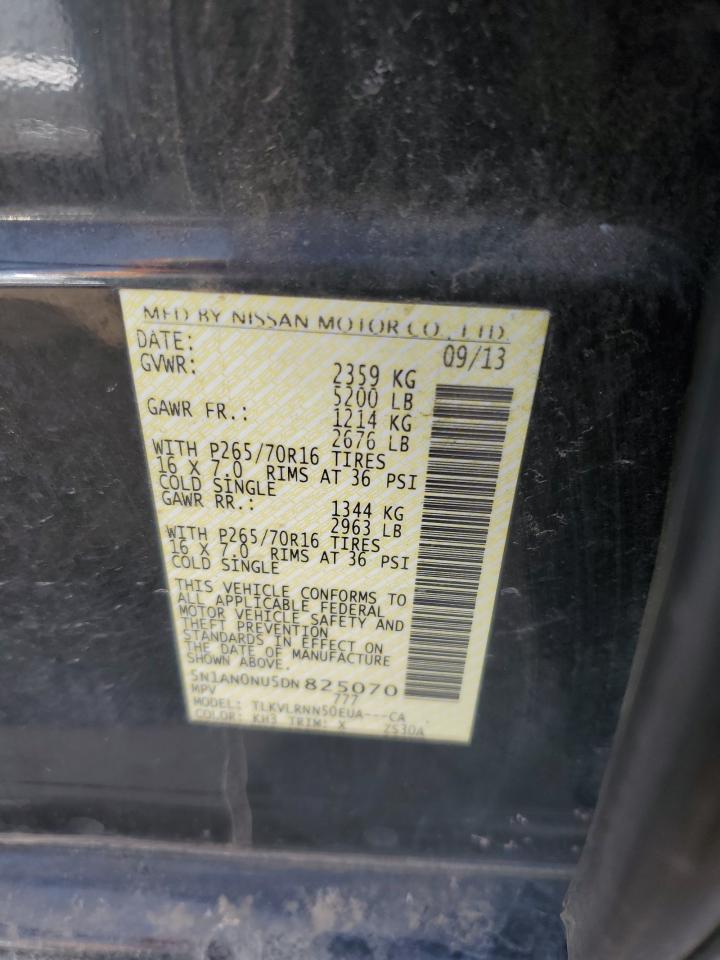 MFD BY NISSAN MOTOR CO., LTD.
DATE: 09/13
GVWR: 2359 KG
5200 LB
GAWR FR.: 1214 KG
2676 LB
WITH P265/70R16 TIRES
16 X 7.0 RIMS AT 36 PSI
COLD SINGLE
GAWR RR.: 1344 KG
2963 LB
WITH P265/70R16 TIRES
16 X 7.0 RIMS AT 36 PSI
COLD SINGLE
THIS VEHICLE CONFORMS TO
ALL APPLICABLE FEDERAL
MOTOR VEHICLE SAFETY AND
THEFT PREVENTION
STANDARDS IN EFFECT ON
THE DATE OF MANUFACTURE
SHOWN ABOVE.
5N1AN0NU5DN825070
MPV 777
MODEL: TLKVLRNN50EUA---CA
COLOR: KH3 TRIM: X ZS30A